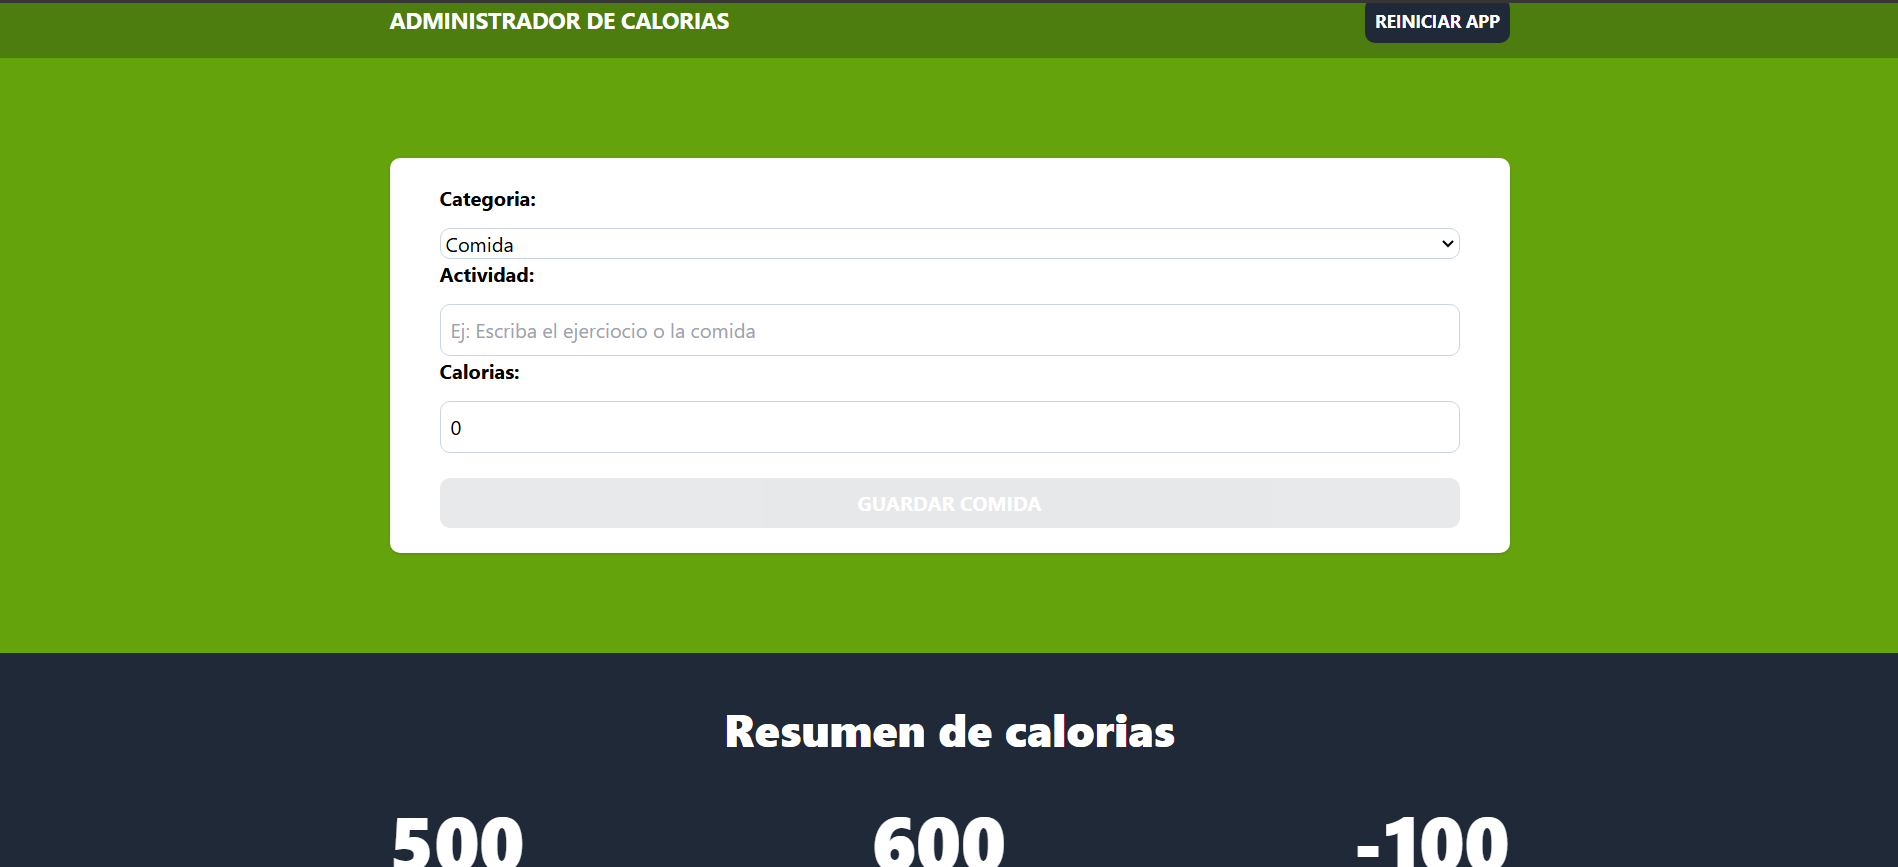 ADMINISTRADOR DE CALORIAS
REINICIAR APP
Categoria:
Comida
Actividad:
Ej: Escriba el ejerciocio o la comida
Calorias:
0
GUARDAR COMIDA
Resumen de calorias
500
600
-100